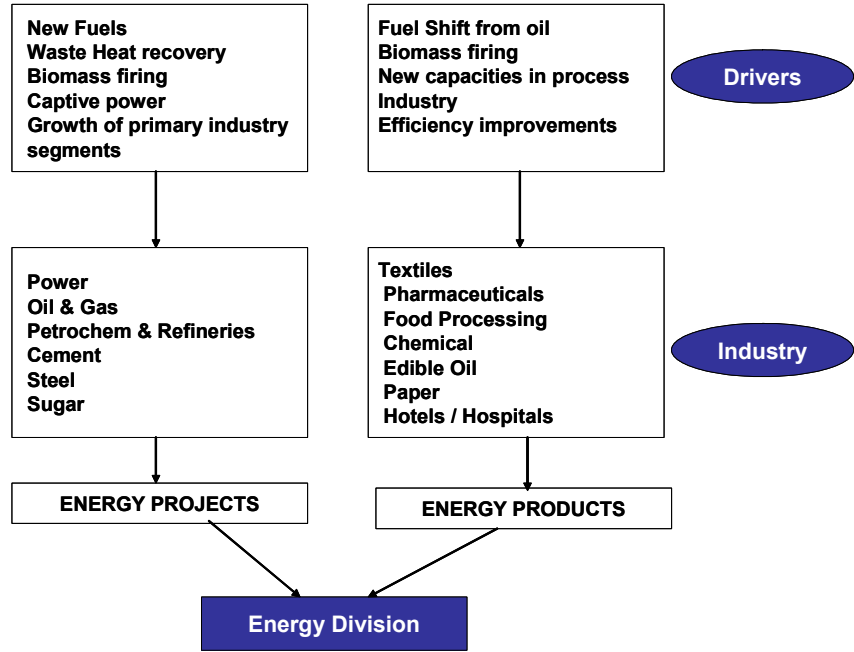 New Fuels
Waste Heat recovery
Biomass firing
Captive power
Growth of primary industry
segments
Fuel Shift from oil
Biomass firing
New capacities in process
Industry
Efficiency improvements
Drivers
Power
Oil & Gas
Petrochem & Refineries
Cement
Steel
Sugar
Textiles
Pharmaceuticals
Food Processing
Chemical
Edible Oil
Paper
Hotels / Hospitals
Industry
ENERGY PROJECTS
ENERGY PRODUCTS
Energy Division